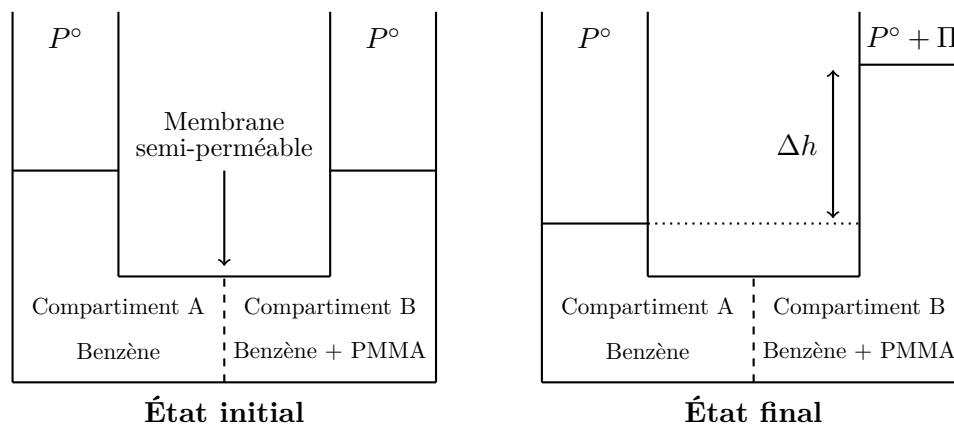 P°
P°
Membrane
semi-perméable
Compartiment A
Compartiment B
Benzène
Benzène + PMMA
État initial
P°
P° + Π
Δh
Compartiment A
Compartiment B
Benzène
Benzène + PMMA
État final